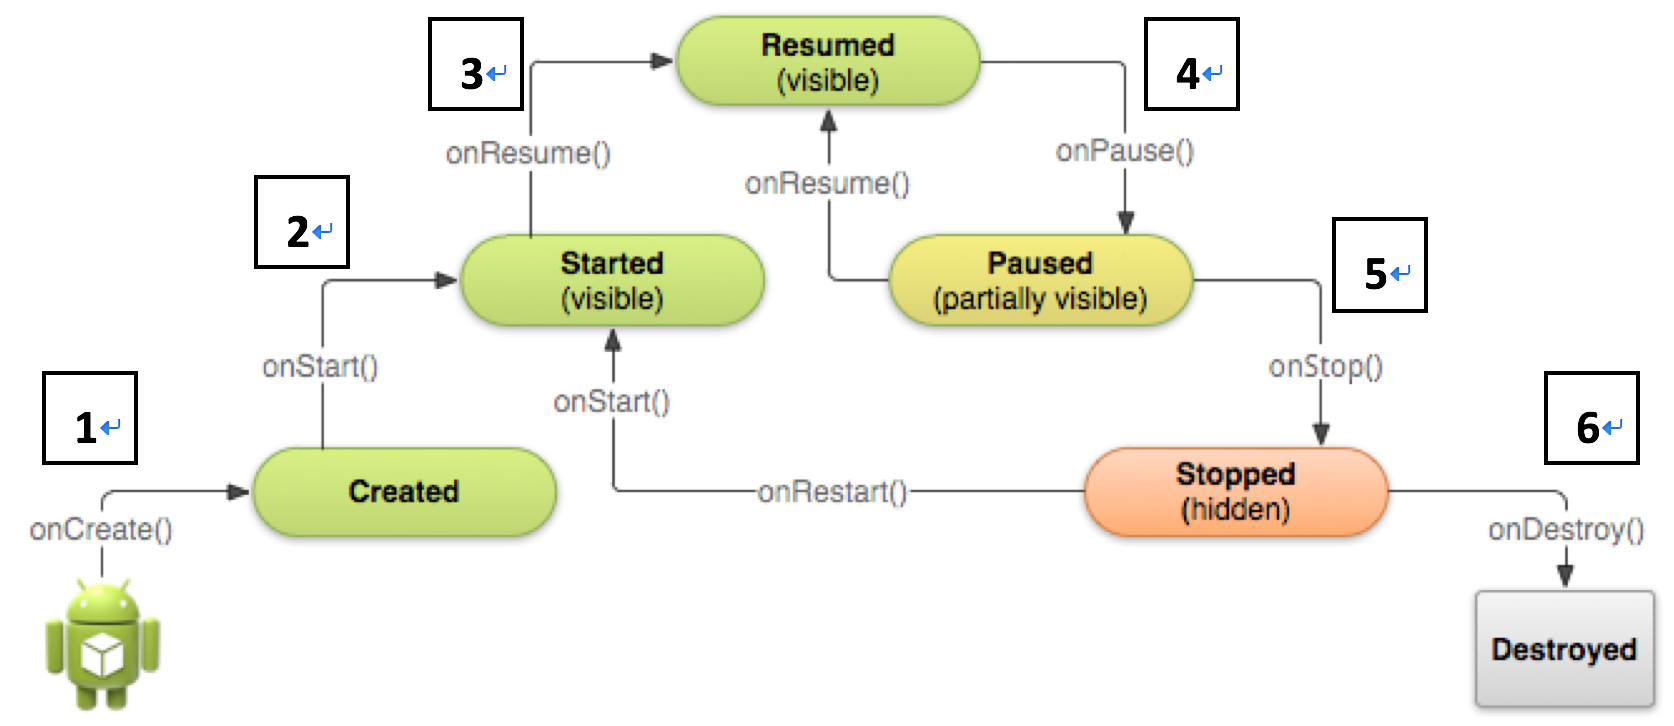 3↵
Resumed
(visible)
4↵
onResume()
onPause()
onResume()
2↵
Started
(visible)
Paused
(partially visible)
5↵
onStart()
onStop()
onStart()
1↵
6↵
Created
onRestart()
Stopped
(hidden)
onCreate()
onDestroy()
Destroyed